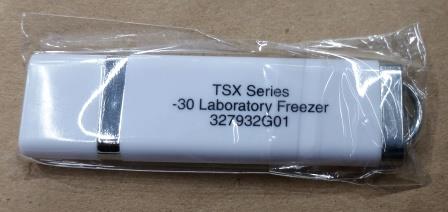 TSX Series
-30 Laboratory Freezer
327932G01